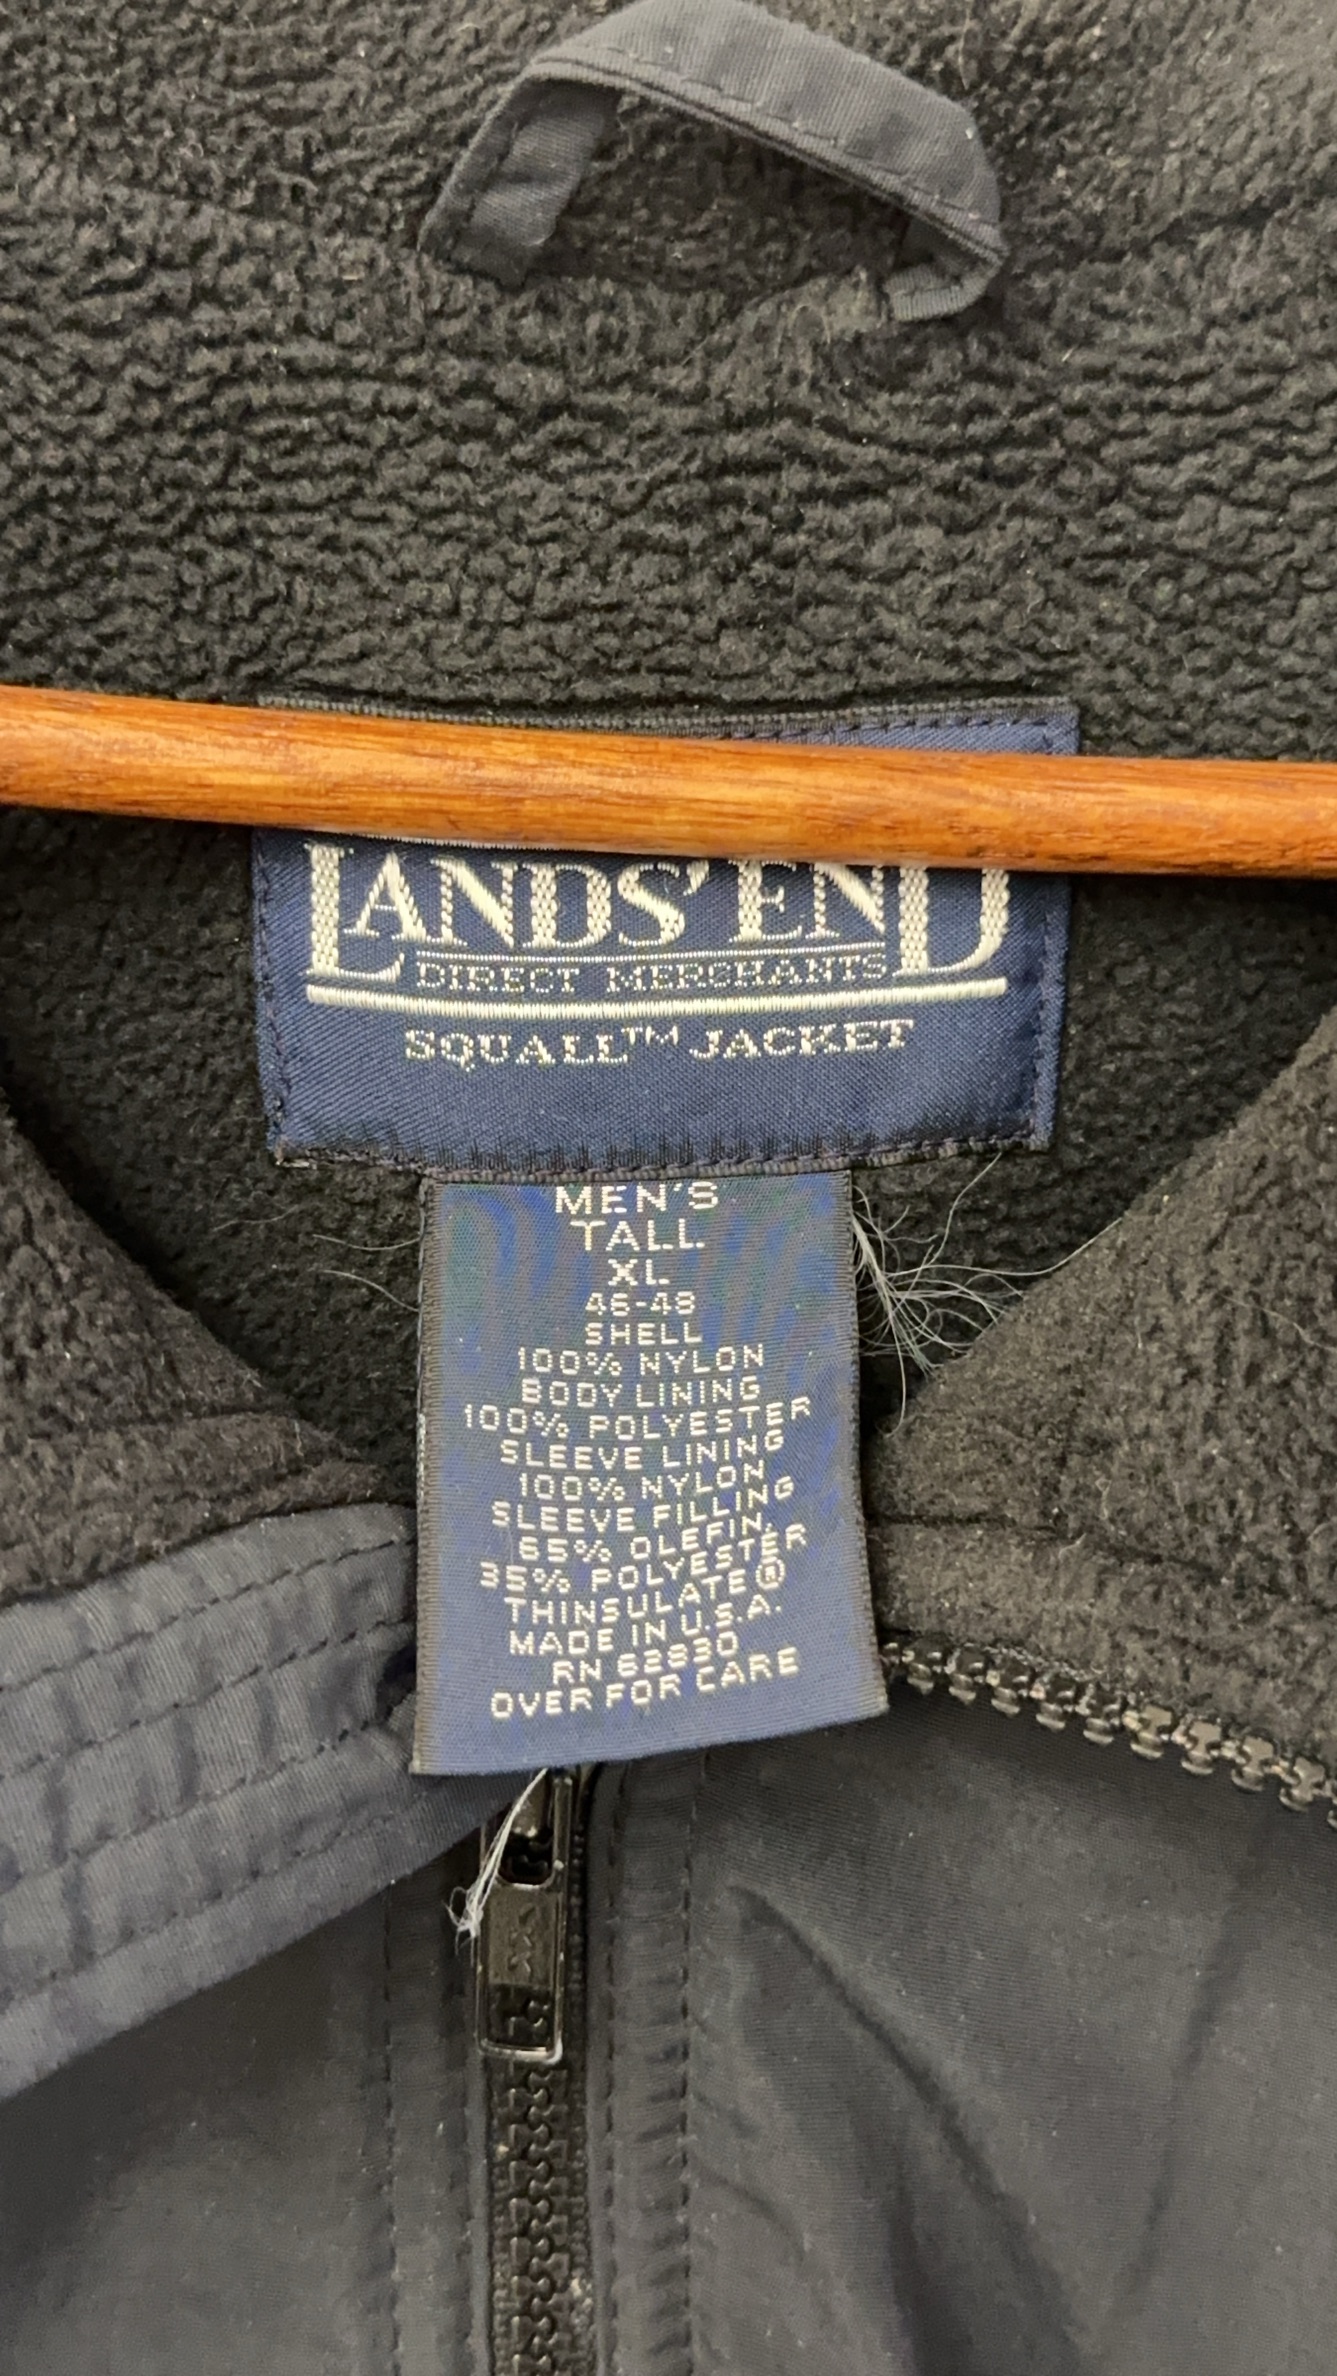 LANDS' END
DIRECT MERCHANTS
SQUALL™ JACKET
MEN'S
TALL
XL
46-48
SHELL
100% NYLON
BODY LINING
100% POLYESTER
SLEEVE LINING
100% NYLON
SLEEVE FILLING
65% OLEFIN,
35% POLYESTER
THINSULATE®
MADE IN U.S.A.
RN 62830
OVER FOR CARE
YKK